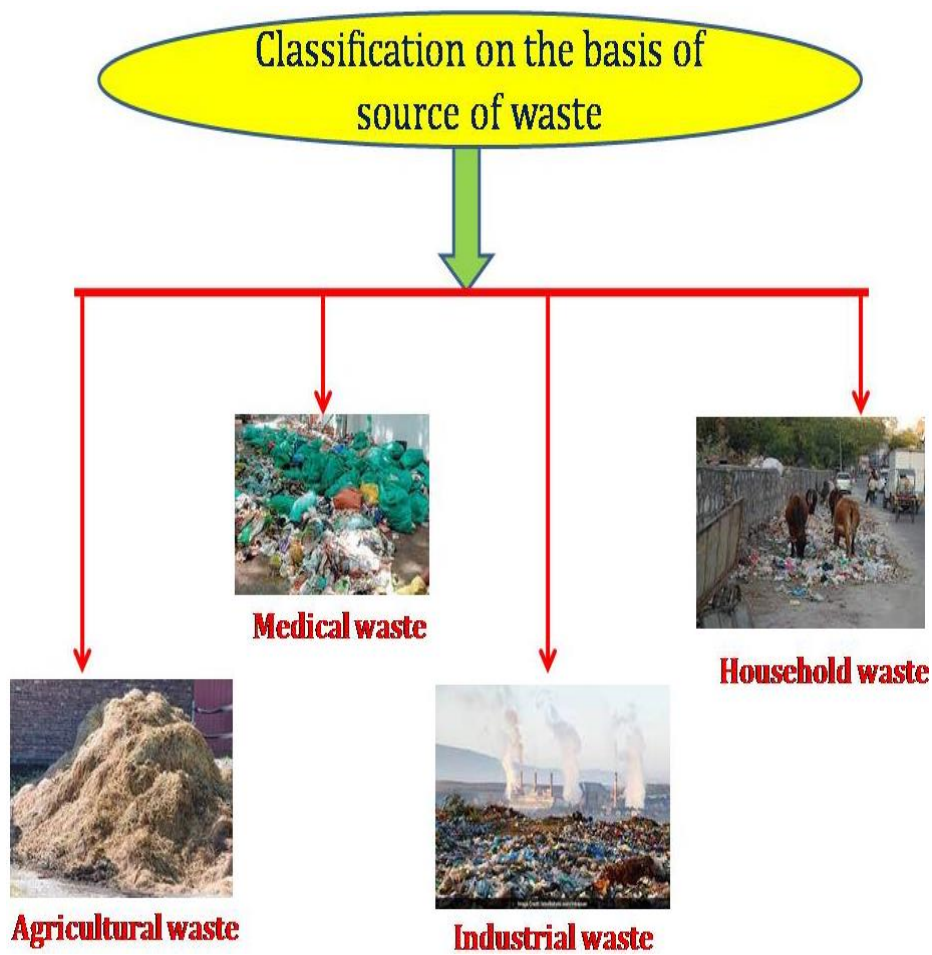 Classification on the basis of
source of waste
Medical waste
Household waste
Agricultural waste
Industrial waste